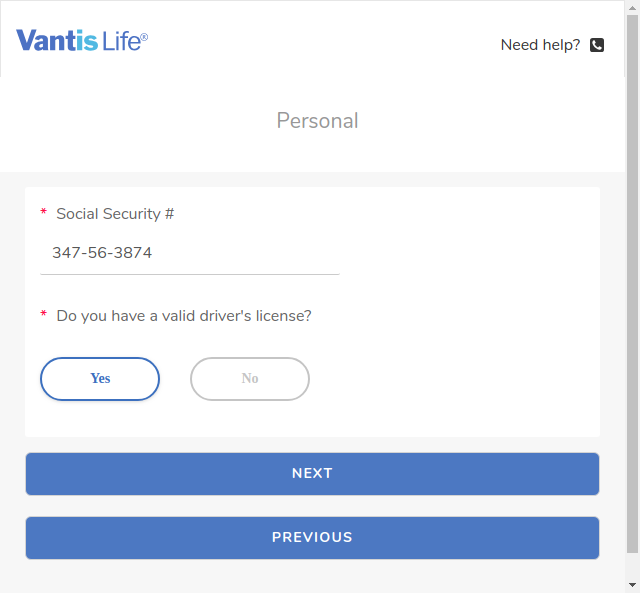 Vantis Life®
Need help?
Personal
* Social Security #
347-56-3874
* Do you have a valid driver's license?
Yes No
NEXT
PREVIOUS